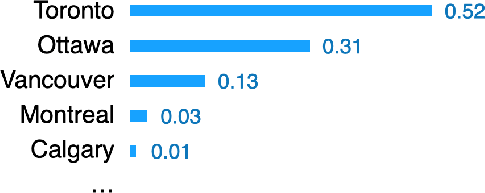 Toronto 0.52
Ottawa 0.31
Vancouver 0.13
Montreal 0.03
Calgary 0.01
...